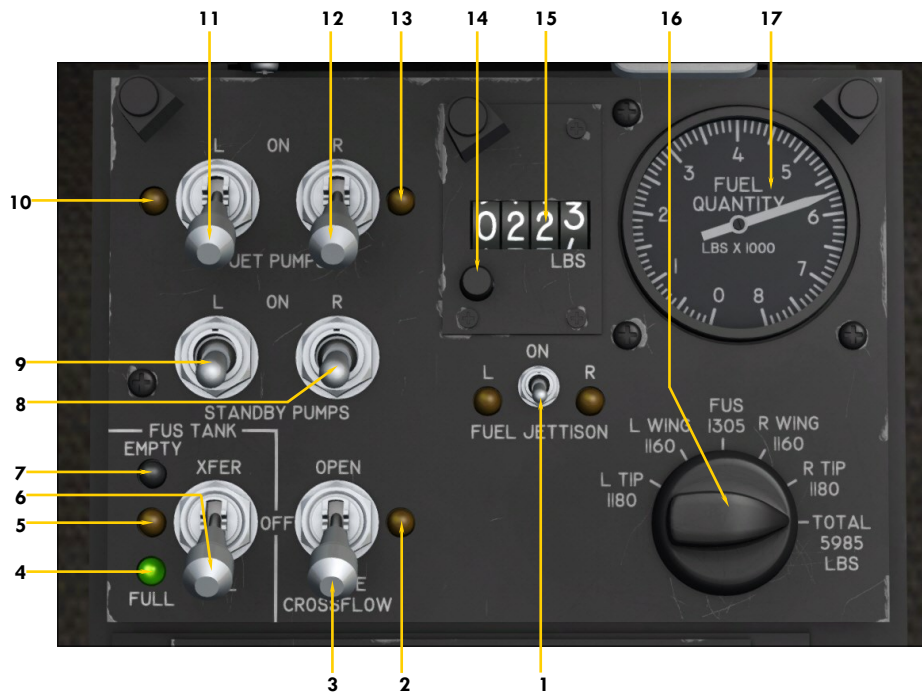 11 12 13 14 15 16 17
L ON R
10
JET PUMPS
L ON R
9
8
STANDBY PUMPS
FUS TANK
EMPTY
7
XFER OPEN
6
5
OFF
4
FULL
CROSSFLOW
0223
LBS
ON
L R
FUEL JETTISON
0 1 2 3 4 5 6 7 8
FUEL
QUANTITY
LBS X 1000
FUS
1305
L WING
1160
R WING
1160
L TIP
1180
R TIP
1180
TOTAL
5985
LBS
3 2 1